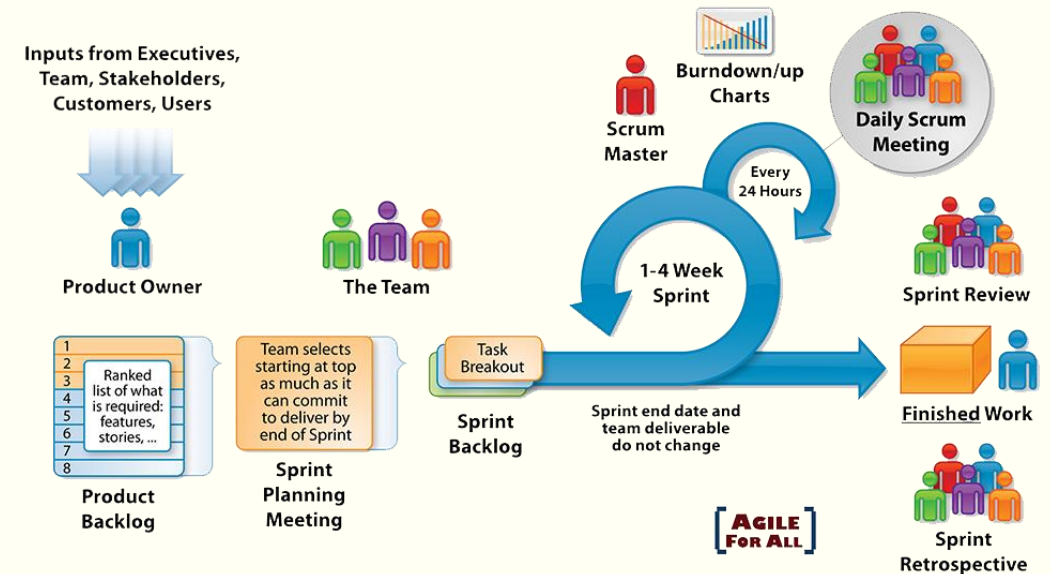 Inputs from Executives,
Team, Stakeholders,
Customers, Users
Product Owner
The Team
Scrum
Master
Burndown/up
Charts
Daily Scrum
Meeting
Every
24 Hours
1-4 Week
Sprint
Sprint Review
1
2
3
4
5
6
7
8
Ranked
list of what
is required:
features,
stories, ...
Product
Backlog
Team selects
starting at top
as much as it
can commit
to deliver by
end of Sprint
Sprint
Planning
Meeting
Task
Breakout
Sprint
Backlog
Sprint end date and
team deliverable
do not change
Finished Work
Sprint
Retrospective
AGILE
FOR ALL